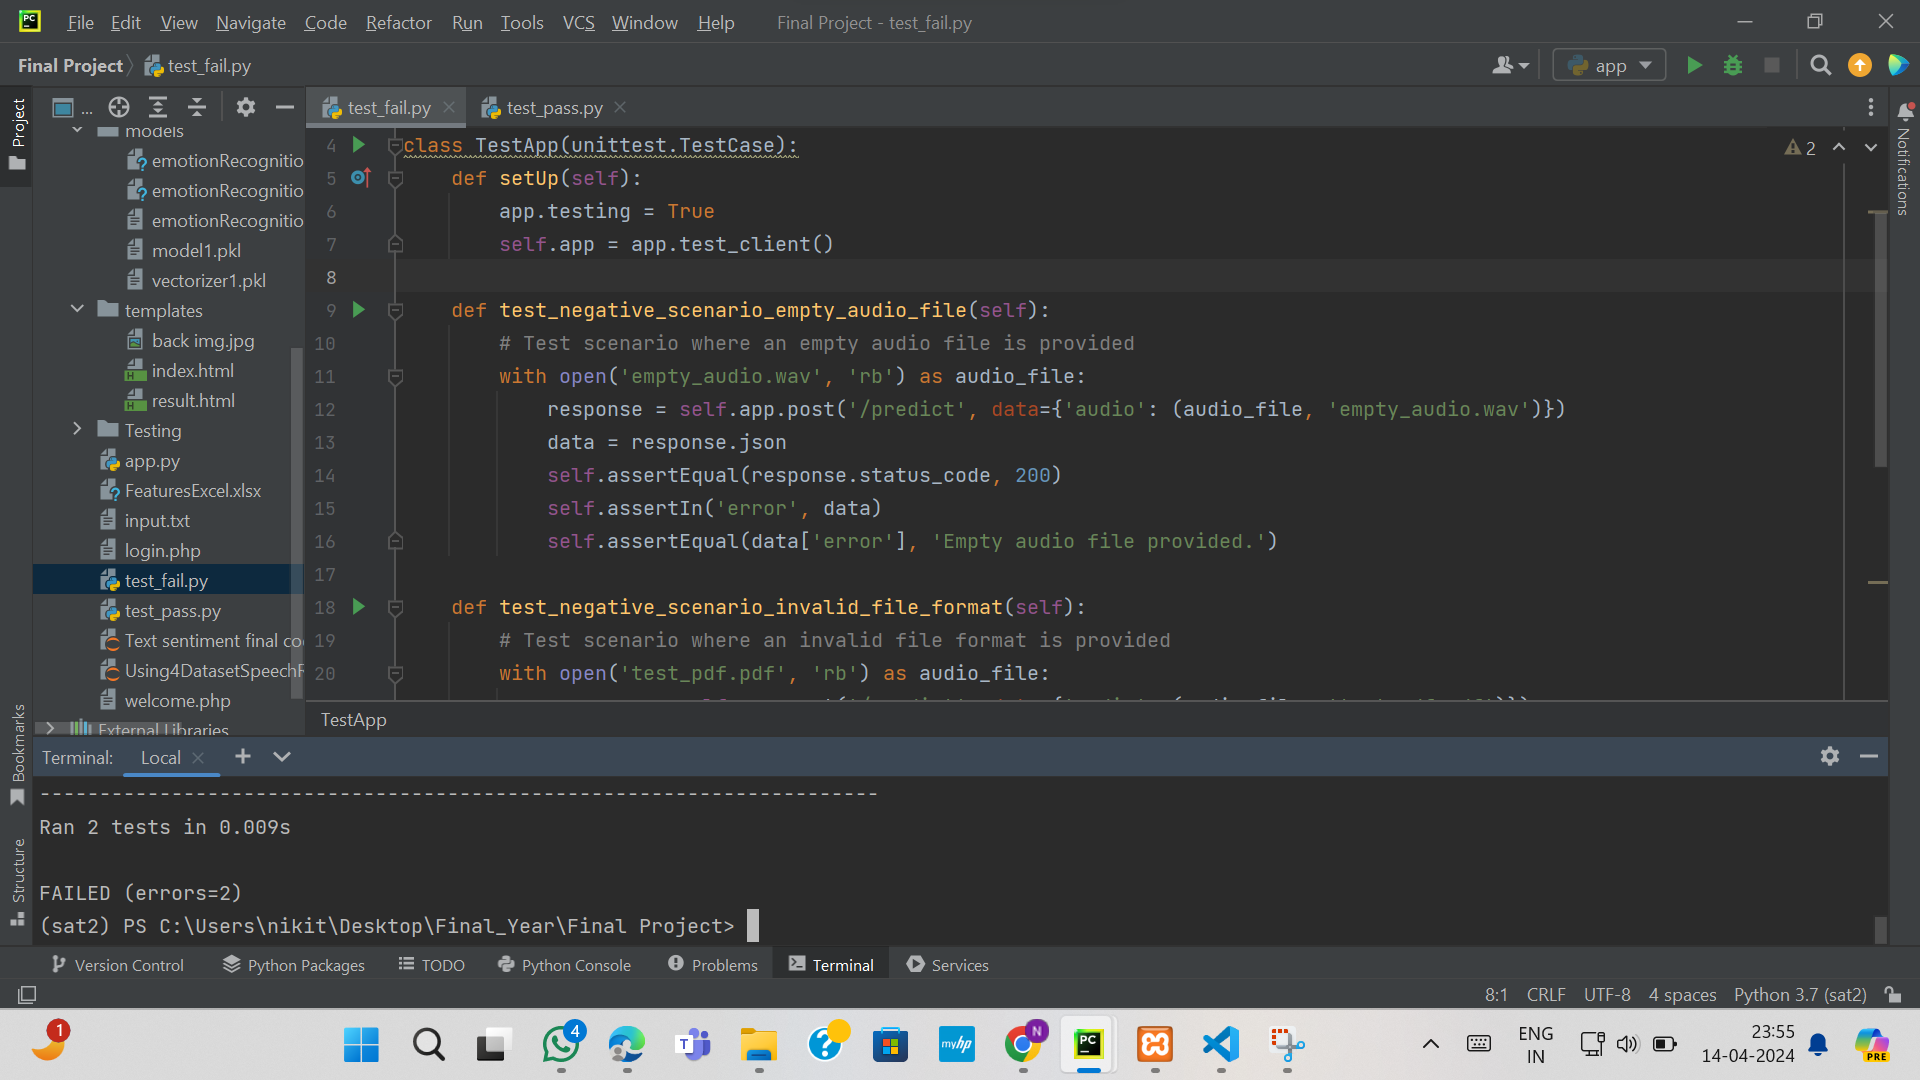 PC File Edit View Navigate Code Refactor Run Tools VCS Window Help Final Project - test_fail.py
Final Project test_fail.py app
Project
...
test_fail.py test_pass.py
models
emotionRecognitio
emotionRecognitio
emotionRecognitio
model1.pkl
vectorizer1.pkl
templates
back img.jpg
index.html
result.html
Testing
app.py
FeaturesExcel.xlsx
input.txt
login.php
test_fail.py
test_pass.py
Text sentiment final co
Using4DatasetSpeechR
welcome.php
External Libraries
4 class TestApp(unittest.TestCase):
5 def setUp(self):
6 app.testing = True
7 self.app = app.test_client()
8
9 def test_negative_scenario_empty_audio_file(self):
10 # Test scenario where an empty audio file is provided
11 with open('empty_audio.wav', 'rb') as audio_file:
12 response = self.app.post('/predict', data={'audio': (audio_file, 'empty_audio.wav')})
13 data = response.json
14 self.assertEqual(response.status_code, 200)
15 self.assertIn('error', data)
16 self.assertEqual(data['error'], 'Empty audio file provided.')
17
18 def test_negative_scenario_invalid_file_format(self):
19 # Test scenario where an invalid file format is provided
20 with open('test_pdf.pdf', 'rb') as audio_file:
2
Notifications
TestApp
Bookmarks
Structure
Terminal: Local
----------------------------------------------------------------------
Ran 2 tests in 0.009s
FAILED (errors=2)
(sat2) PS C:\Users\nikit\Desktop\Final_Year\Final Project>
Version Control Python Packages TODO Python Console Problems Terminal Services
8:1 CRLF UTF-8 4 spaces Python 3.7 (sat2)
1
4
T
?
myhp
N
PC
ENG
IN
23:55
14-04-2024
PRE